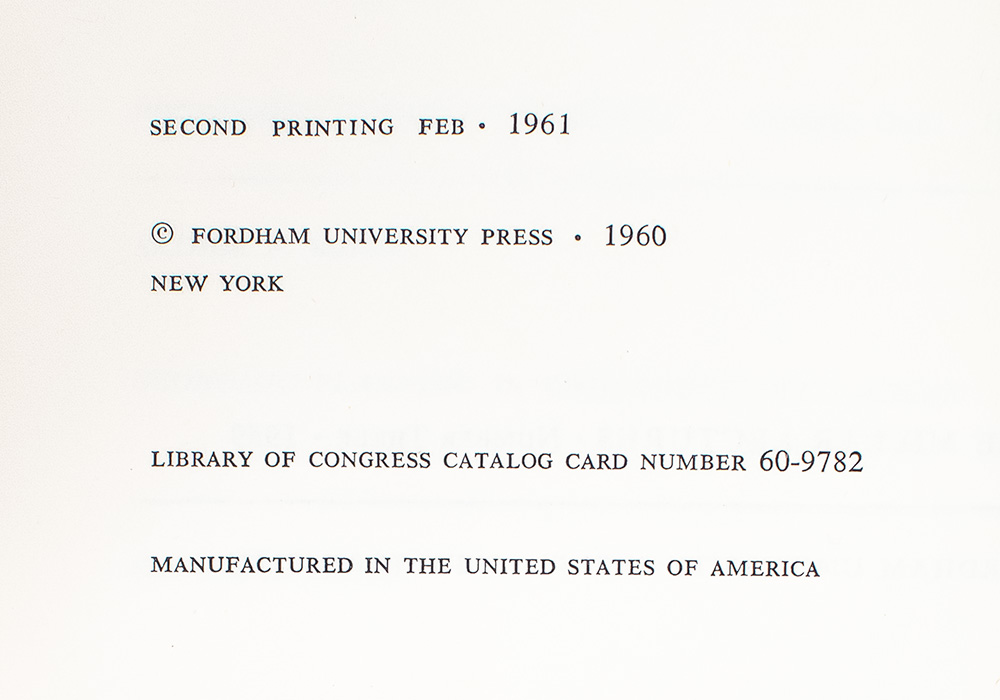 SECOND PRINTING FEB • 1961
© FORDHAM UNIVERSITY PRESS • 1960
NEW YORK
LIBRARY OF CONGRESS CATALOG CARD NUMBER 60-9782
MANUFACTURED IN THE UNITED STATES OF AMERICA